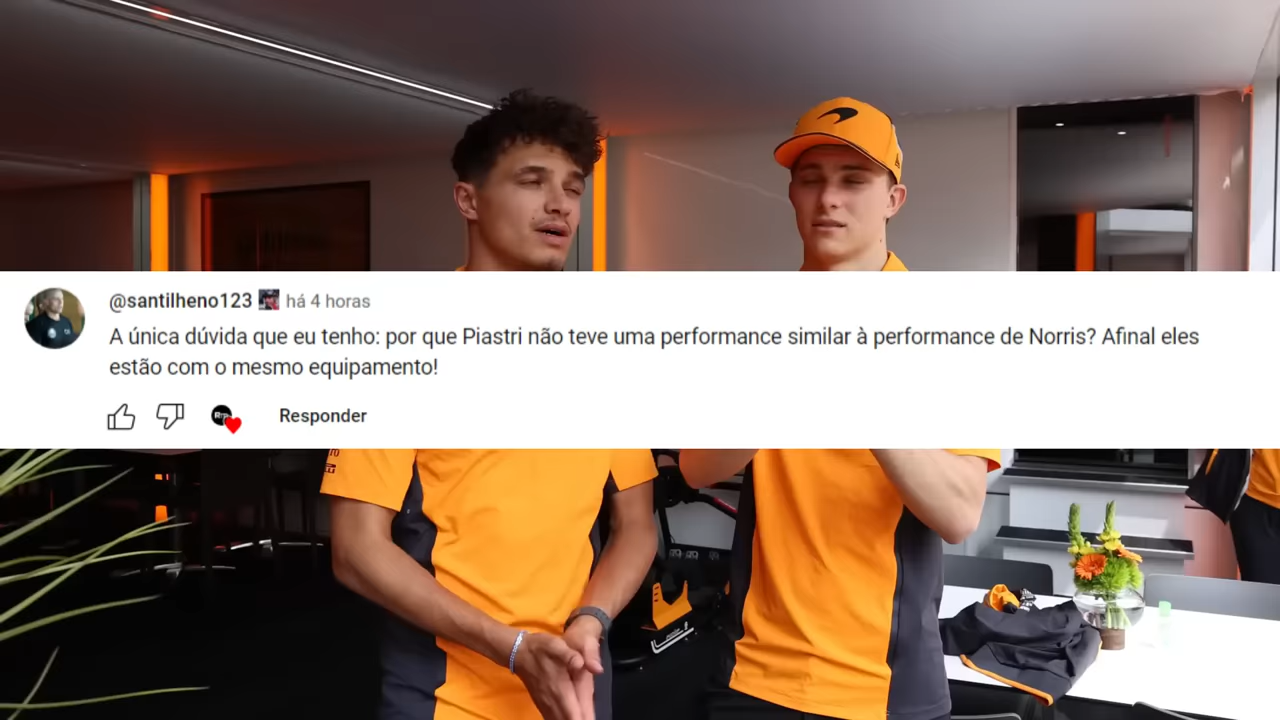 @santilheno123 há 4 horas
A única dúvida que eu tenho: por que Piastri não teve uma performance similar à performance de Norris? Afinal eles
estão com o mesmo equipamento!
Responder